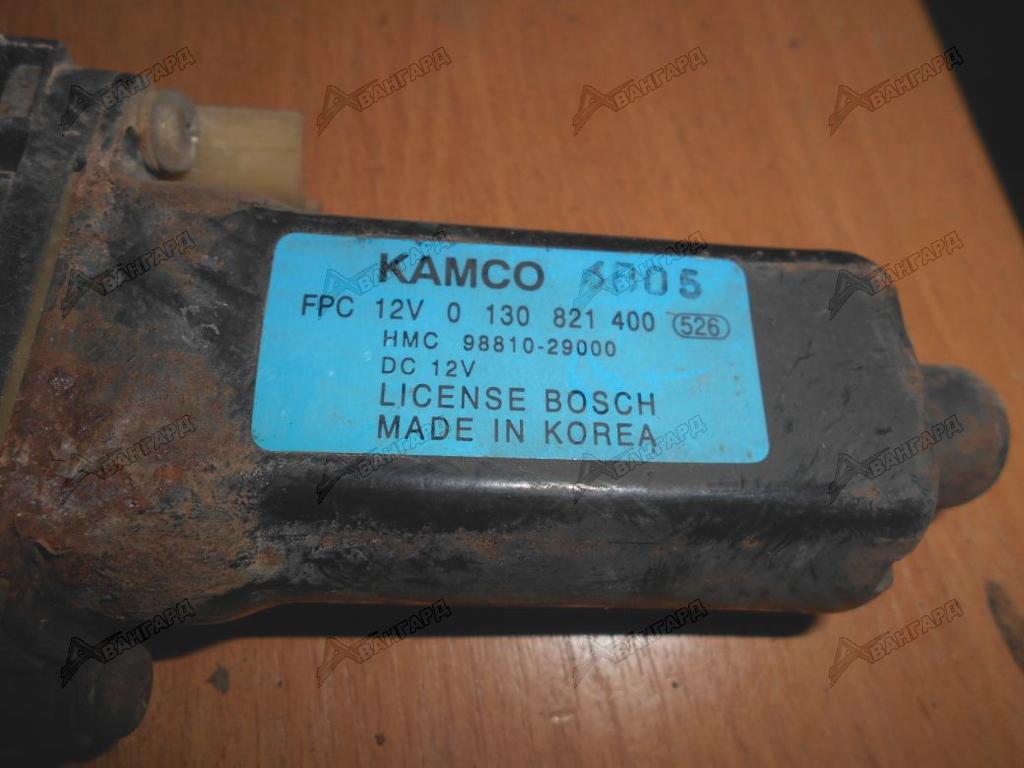 KAMCO
FPC 12V 0 130 821 400 526
HMC 98810-29000
DC 12V
LICENSE BOSCH
MADE IN KOREA
АВАНГАРД